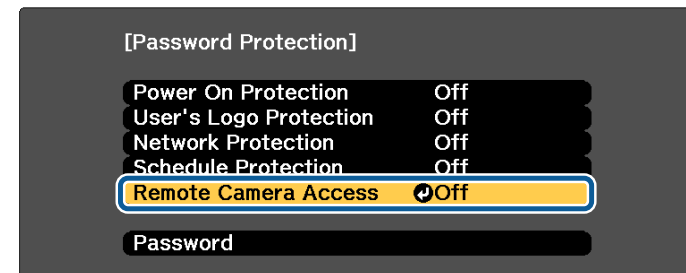 [Password Protection]
Power On Protection Off
User's Logo Protection Off
Network Protection Off
Schedule Protection Off
Remote Camera Access Off
Password